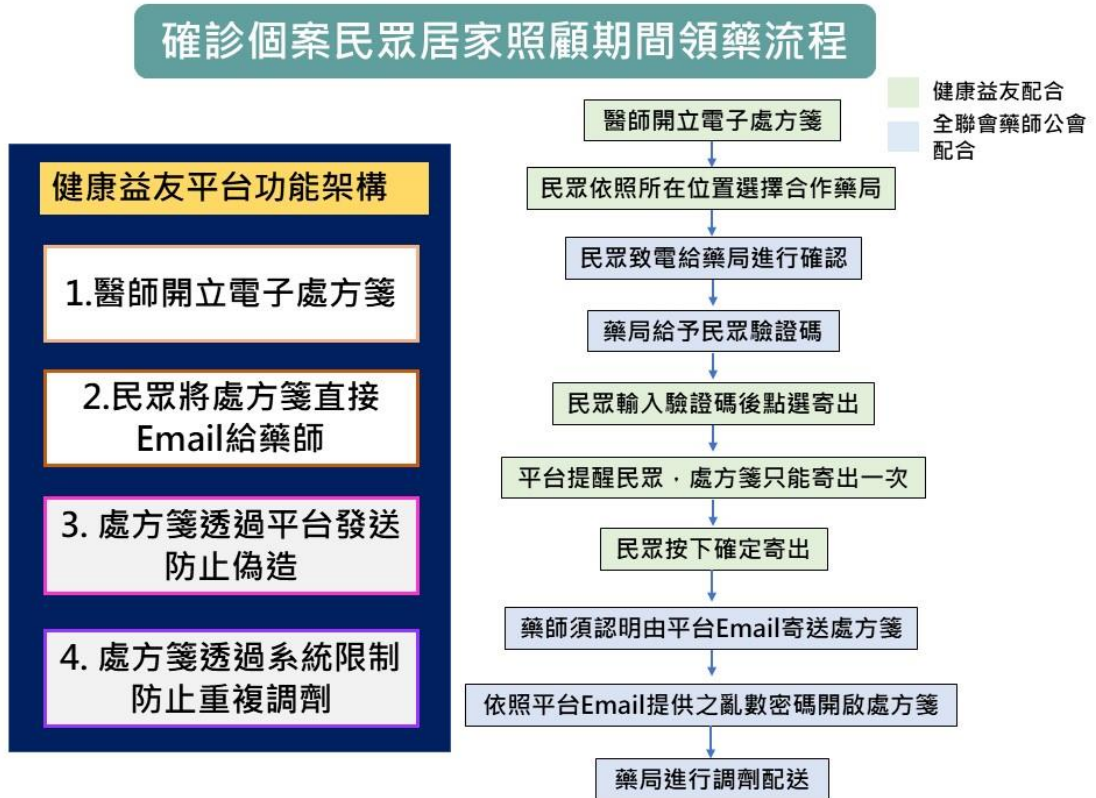 確診個案民眾居家照顧期間領藥流程
健康益友配合
全聯會藥師公會
配合
健康益友平台功能架構
1.醫師開立電子處方箋
2.民眾將處方箋直接
Email給藥師
3. 處方箋透過平台發送
防止偽造
4. 處方箋透過系統限制
防止重複調劑
醫師開立電子處方箋
民眾依照所在位置選擇合作藥局
民眾致電給藥局進行確認
藥局給予民眾驗證碼
民眾輸入驗證碼後點選寄出
平台提醒民眾，處方箋只能寄出一次
民眾按下確定寄出
藥師須認明由平台Email寄送處方箋
依照平台Email提供之亂數密碼開啟處方箋
藥局進行調劑配送